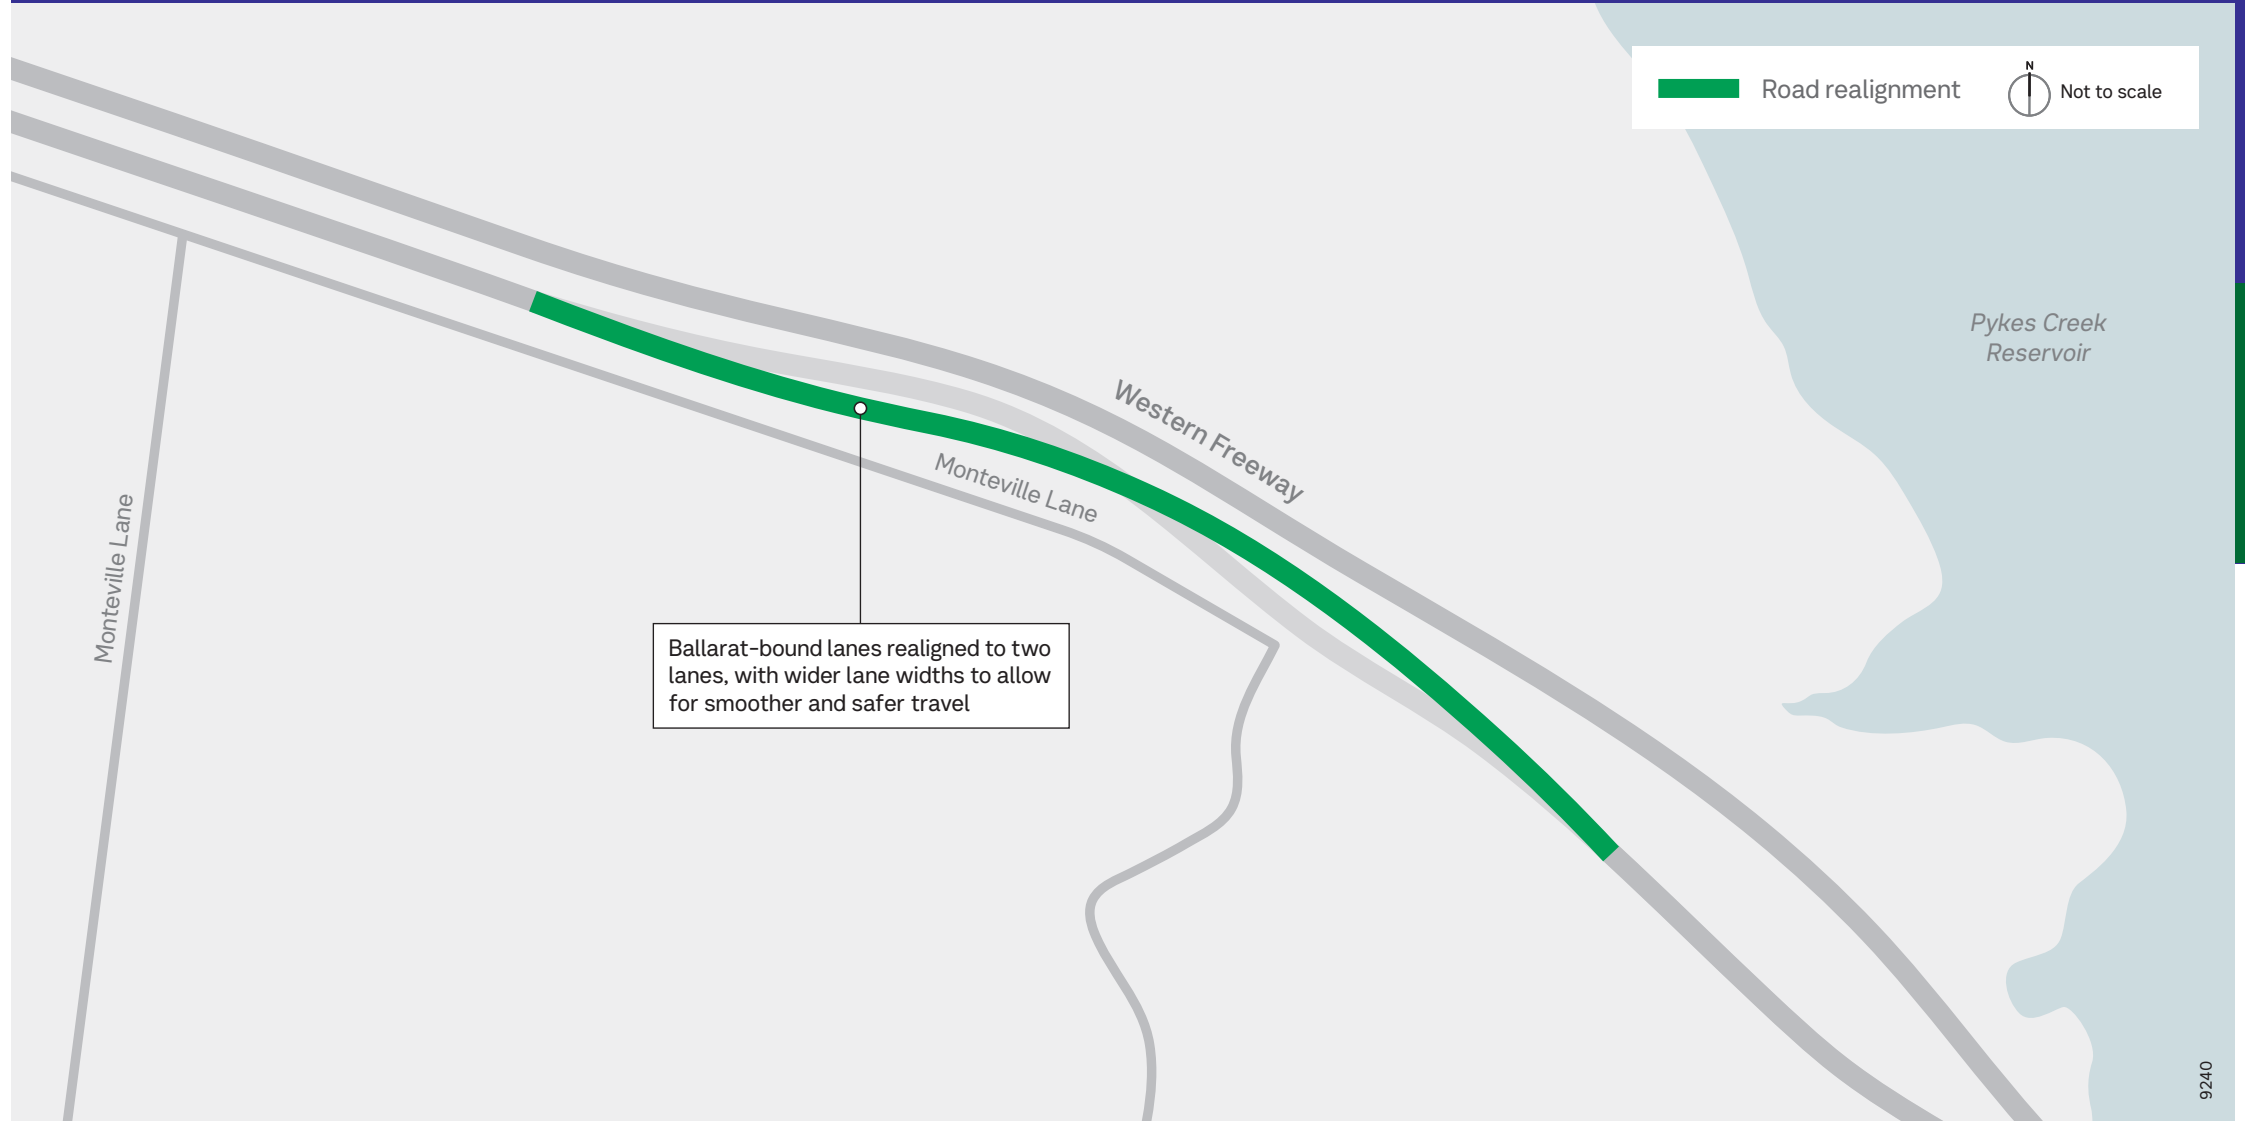 Road realignment
N
Not to scale
Pykes Creek
Reservoir
Western Freeway
Monteville Lane
Monteville Lane
Ballarat-bound lanes realigned to two
lanes, with wider lane widths to allow
for smoother and safer travel
9240